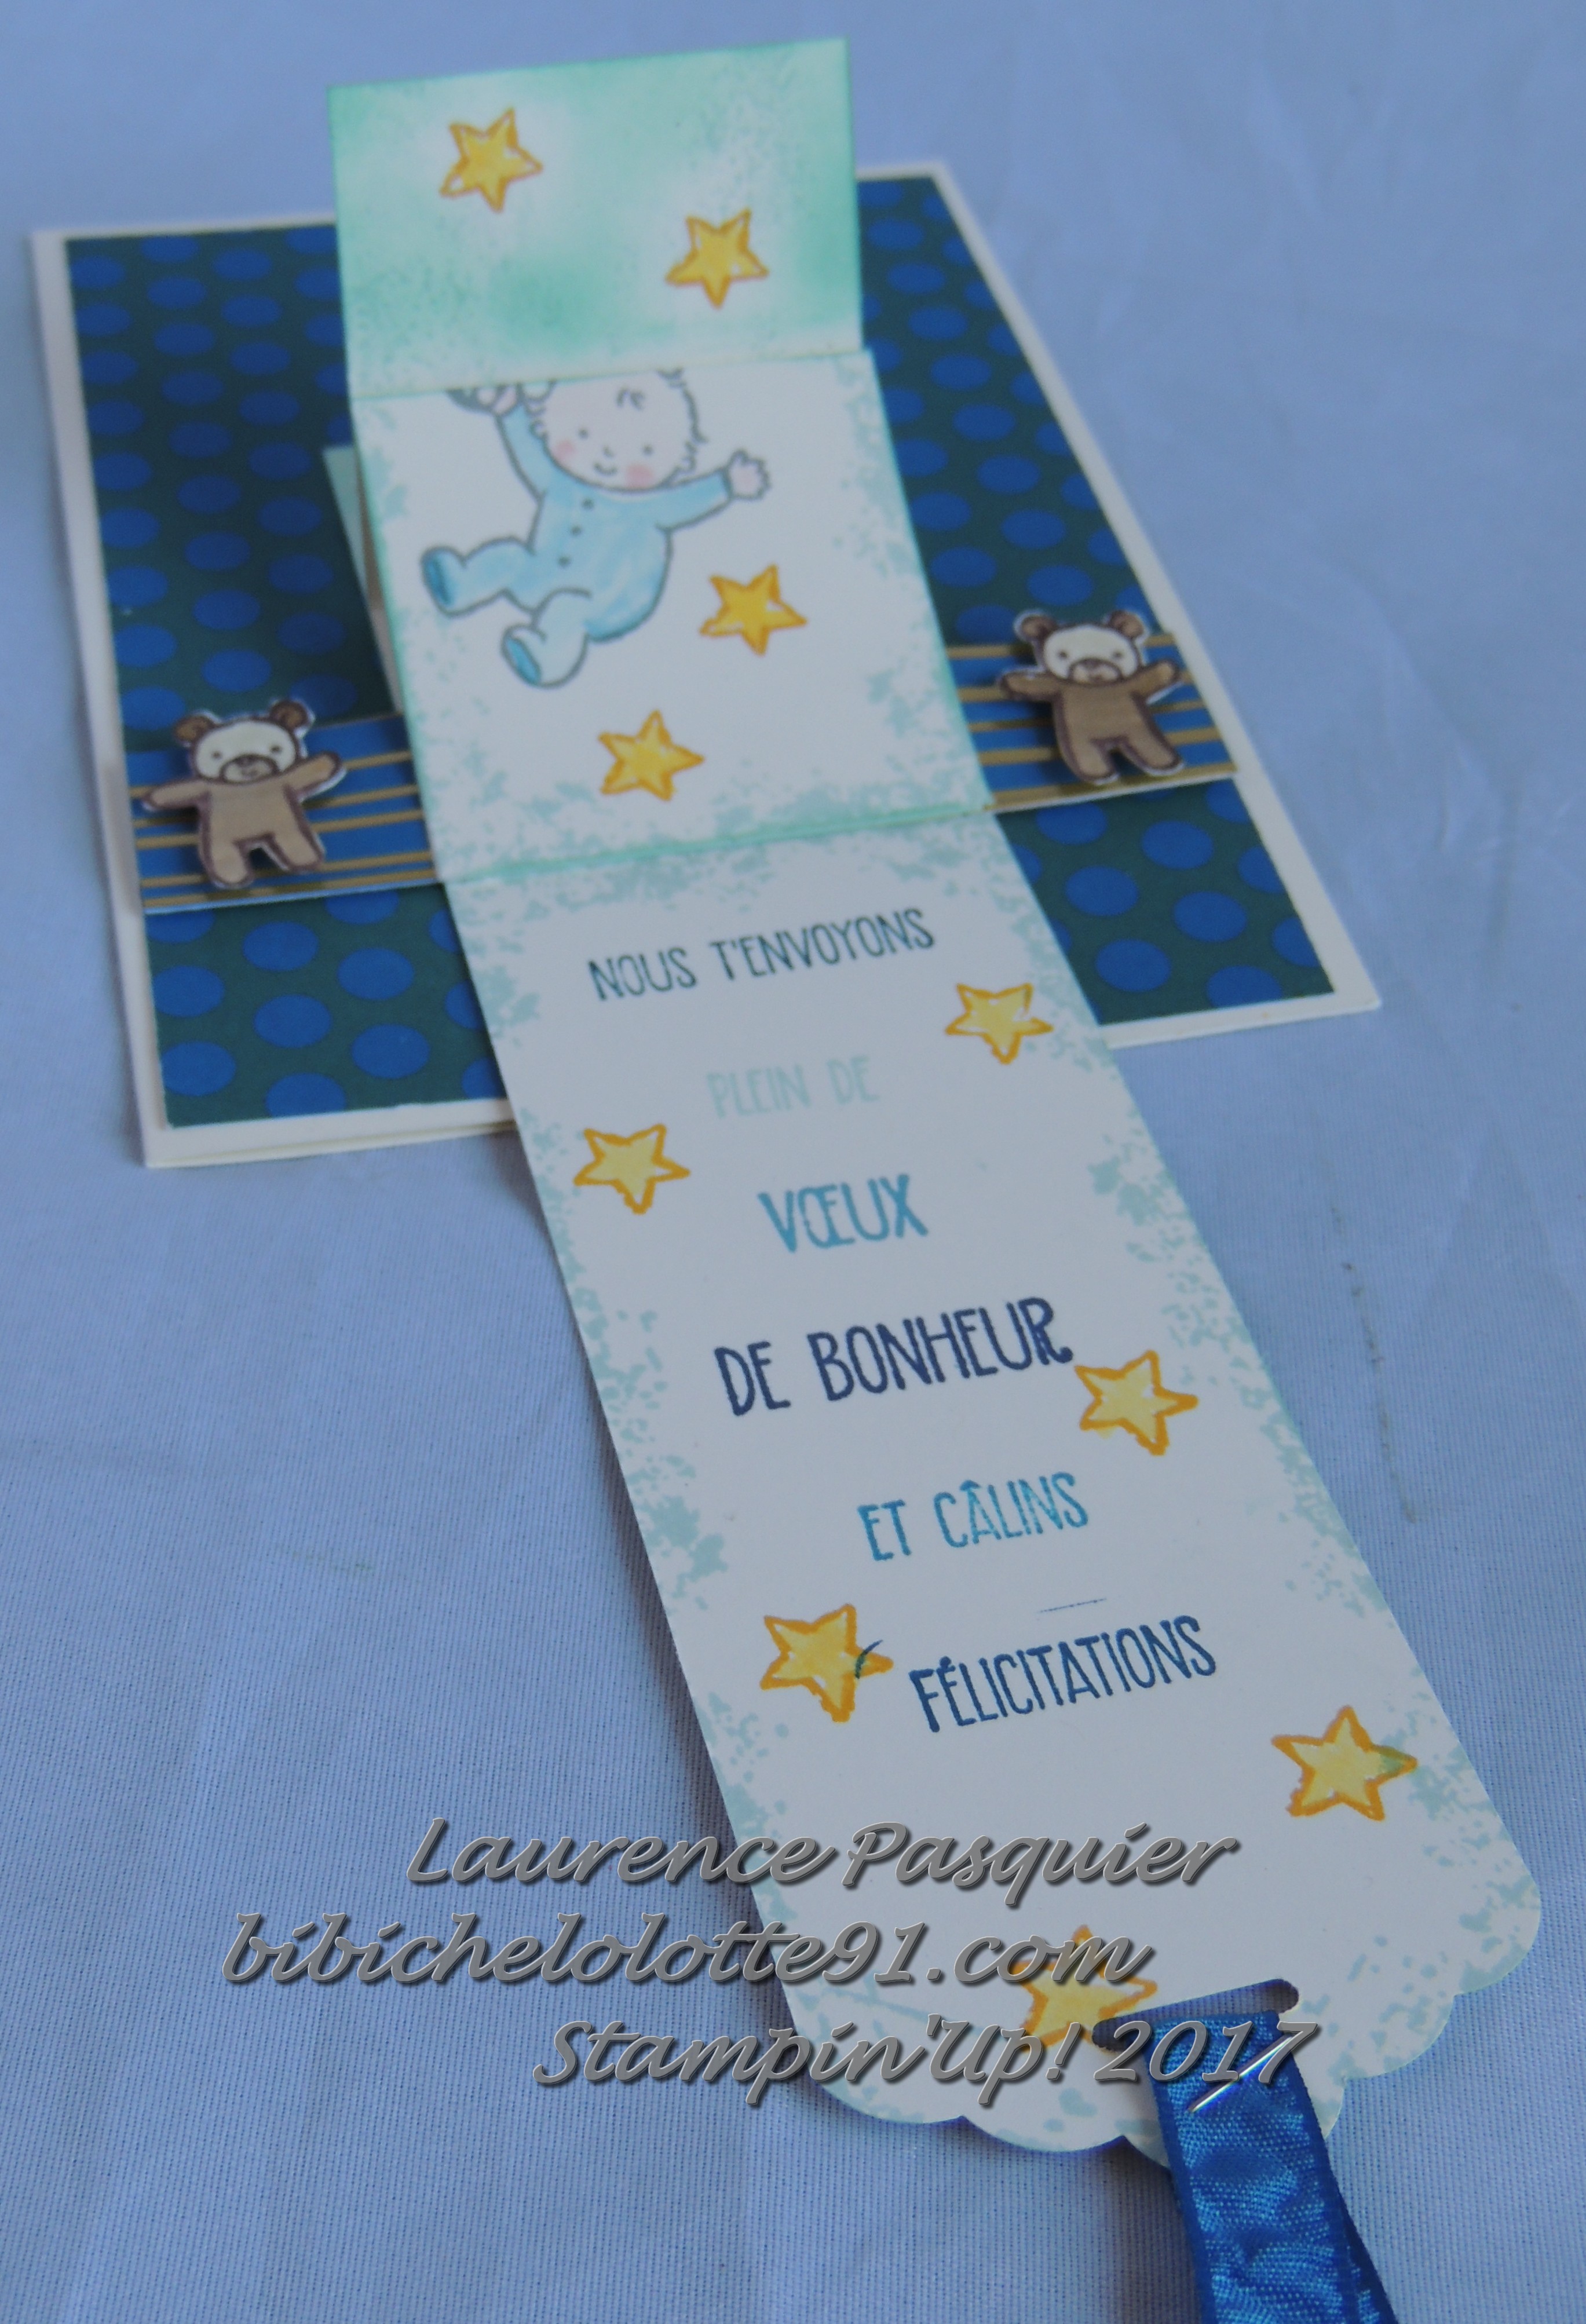 NOUS T'ENVOYONS
PLEIN DE
VŒUX
DE BONHEUR
ET CÂLINS
FÉLICITATIONS
Laurence Pasquier
bibichelolotte91.com
Stampin'Up! 2017